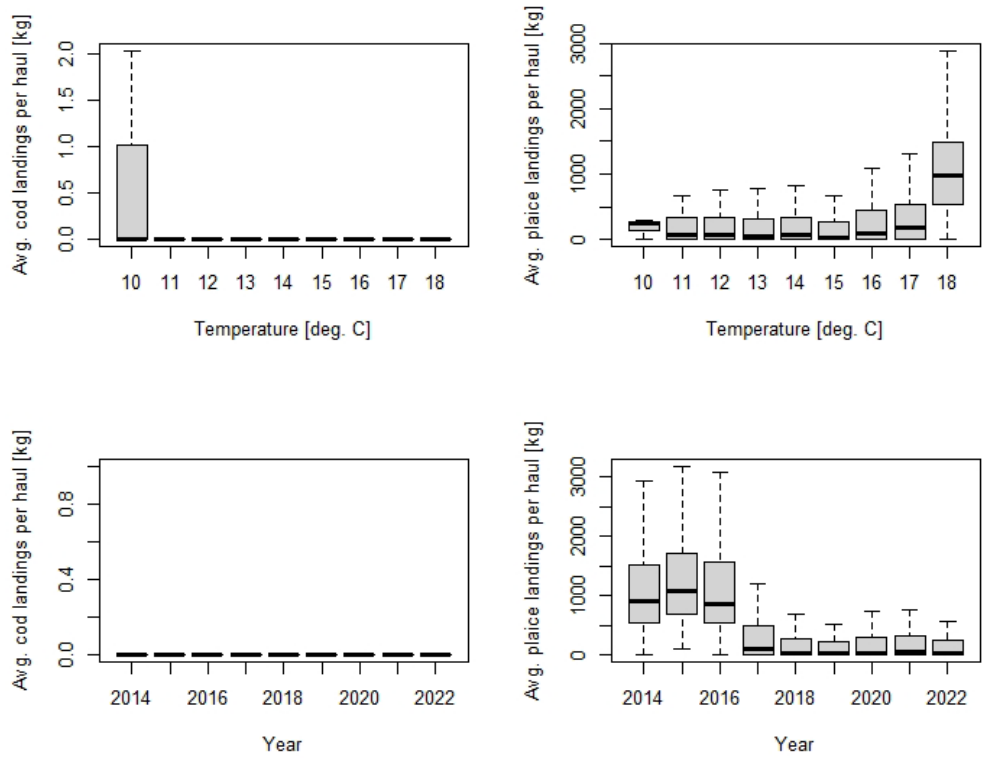 Avg. cod landings per haul [kg]
2.0
1.5
1.0
0.5
0.0
10 11 12 13 14 15 16 17 18
Temperature [deg. C]
Avg. plaice landings per haul [kg]
3000
2000
1000
0
10 11 12 13 14 15 16 17 18
Temperature [deg. C]
Avg. cod landings per haul [kg]
0.8
0.4
0.0
2014 2016 2018 2020 2022
Year
Avg. plaice landings per haul [kg]
3000
2000
1000
0
2014 2016 2018 2020 2022
Year